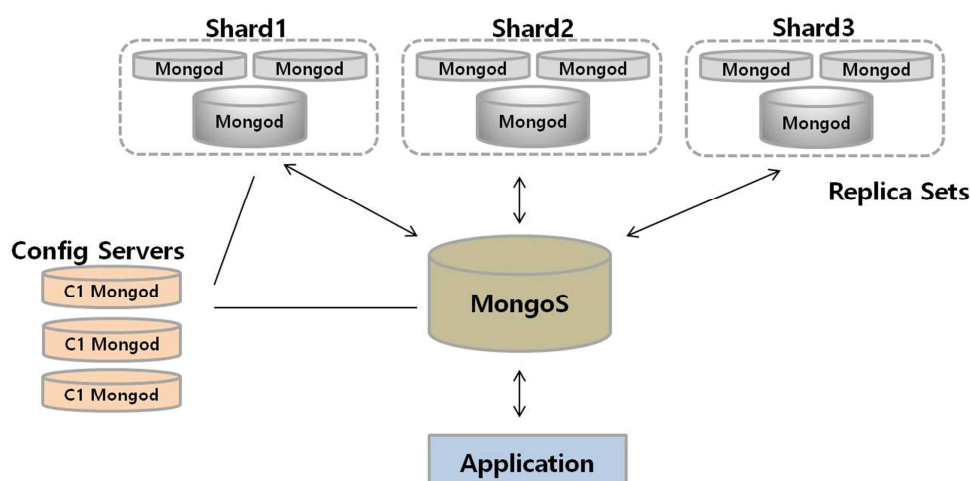 Shard1 Shard2 Shard3
Mongod Mongod Mongod Mongod Mongod Mongod
Mongod Mongod Mongod
Replica Sets
Config Servers
C1 Mongod
MongoS
C1 Mongod
C1 Mongod
Application